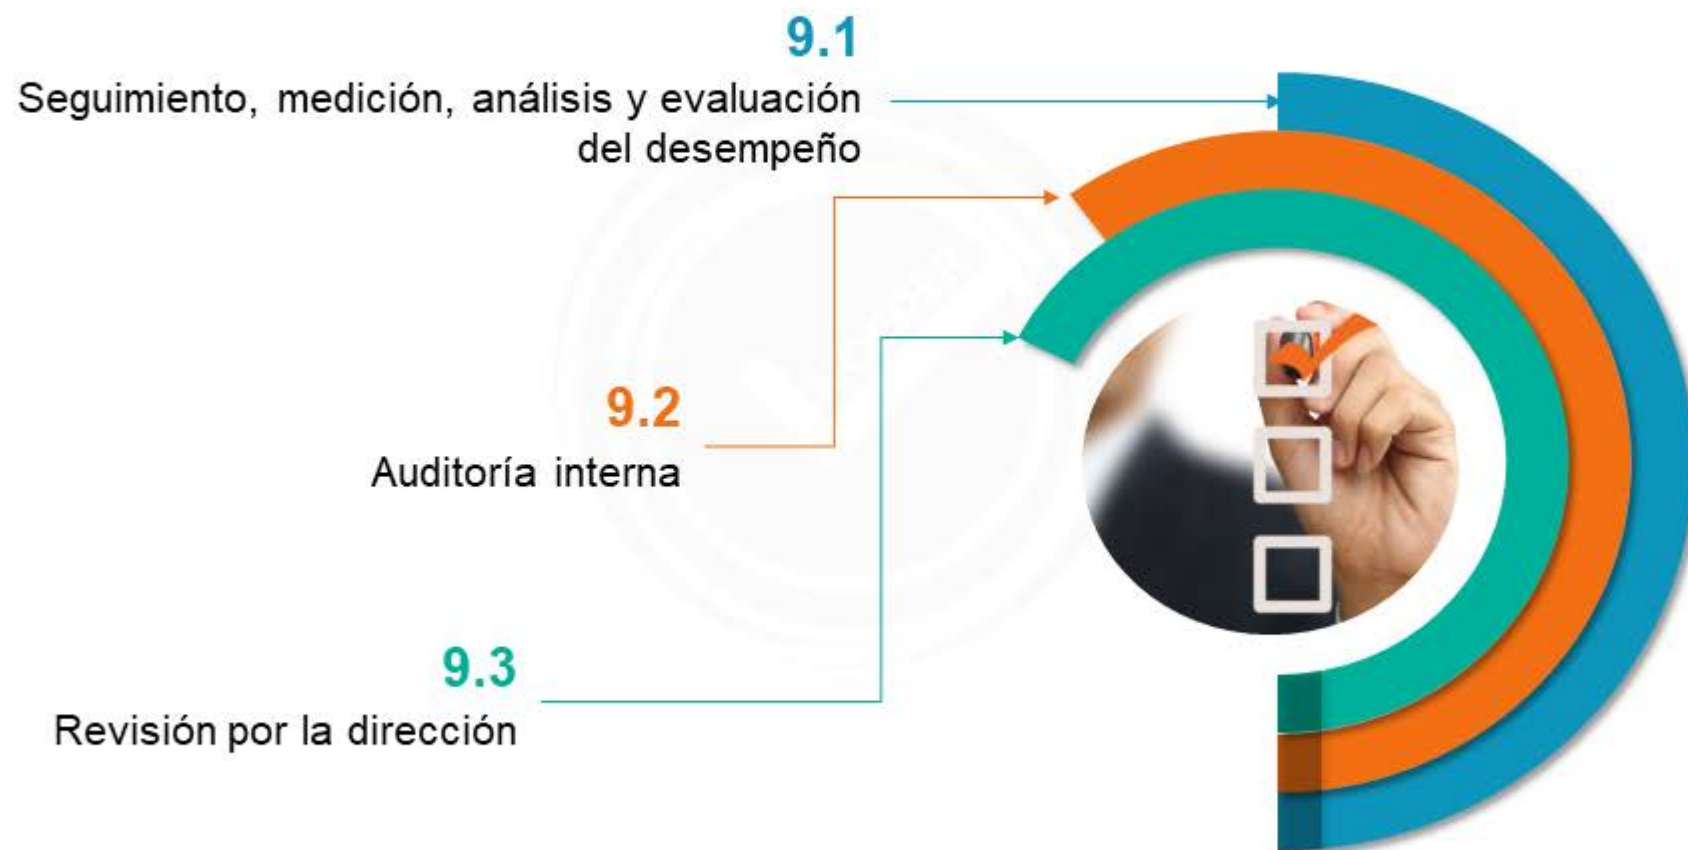 9.1
Seguimiento, medición, análisis y evaluación
del desempeño
9.2
Auditoría interna
9.3
Revisión por la dirección